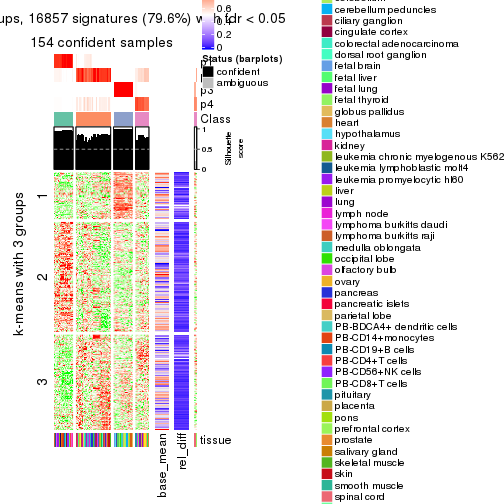 ups, 16857 signatures (79.6%) with fdr < 0.05
154 confident samples
0.6
0.4
0.2
0
Status (barplots)
confident
ambiguous
p4
Class
1
0.5
0
Silhouette
score
k-means with 3 groups
1
2
3
tissue
base_mean
rel_diff
cerebellum peduncles
ciliary ganglion
cingulate cortex
colorectal adenocarcinoma
dorsal root ganglion
fetal brain
fetal liver
fetal lung
fetal thyroid
globus pallidus
heart
hypothalamus
kidney
leukemia chronic myelogenous K562
leukemia lymphoblastic molt4
leukemia promyelocytic hl60
liver
lung
lymph node
lymphoma burkitts daudi
lymphoma burkitts raji
medulla oblongata
occipital lobe
olfactory bulb
ovary
pancreas
pancreatic islets
parietal lobe
PB-BDCA4+ dendritic cells
PB-CD14+monocytes
PB-CD19+B cells
PB-CD4+T cells
PB-CD56+NK cells
PB-CD8+T cells
pituitary
placenta
pons
prefrontal cortex
prostate
salivary gland
skeletal muscle
skin
smooth muscle
spinal cord